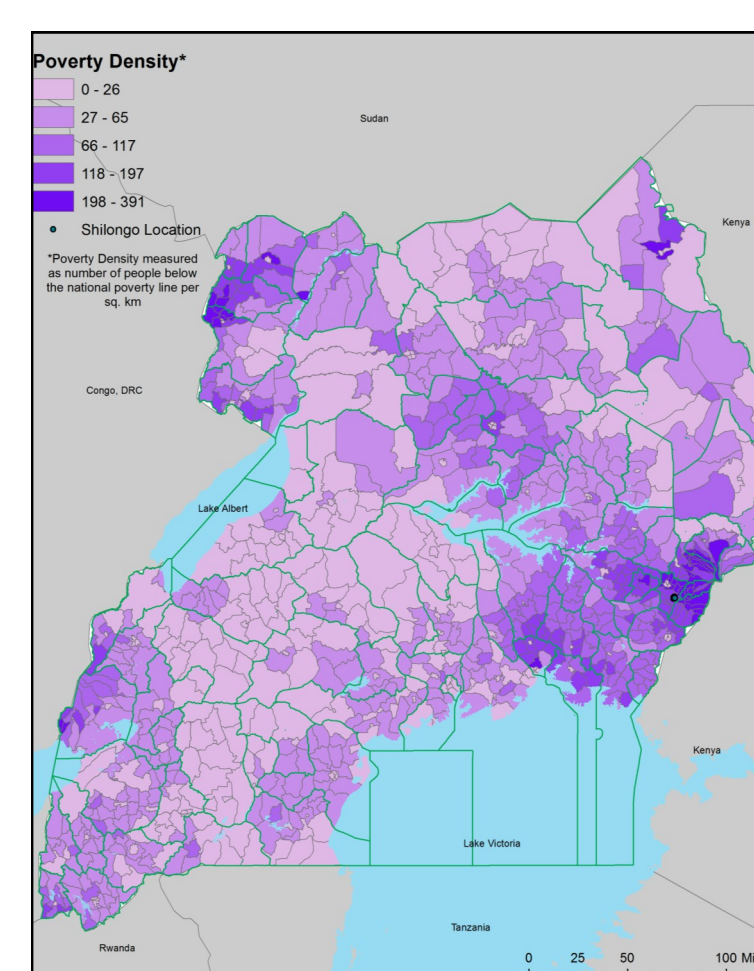 Poverty Density*
0 - 26
27 - 65
66 - 117
118 - 197
198 - 391
Shilongo Location
*Poverty Density measured
as number of people below
the national poverty line per
sq. km
Sudan
Kenya
Congo, DRC
Lake Albert
Kenya
Lake Victoria
Tanzania
Rwanda
0 25 50 100 Mi